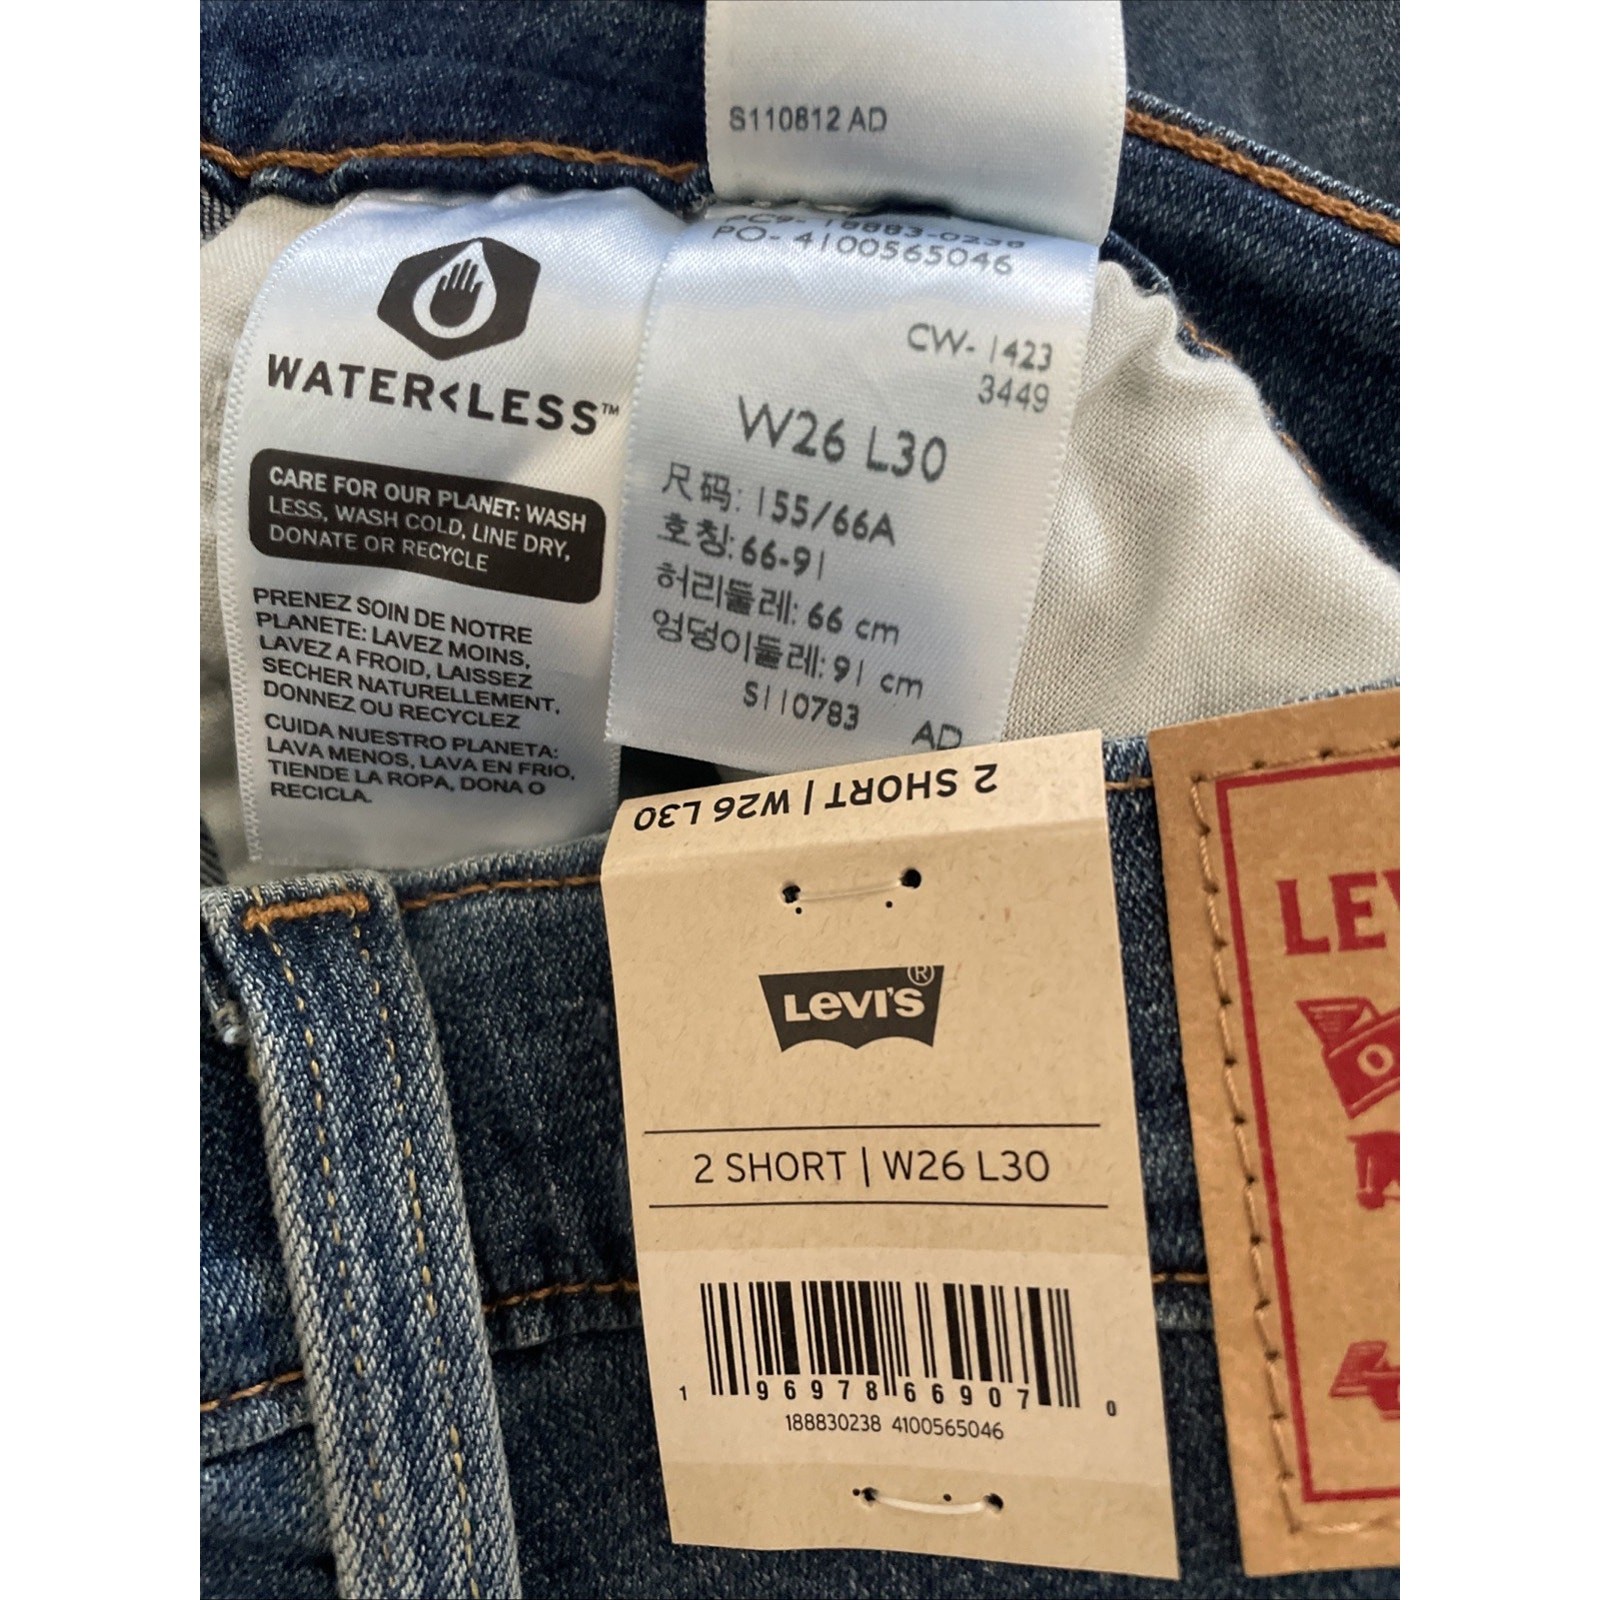 S110812 AD
WATER<LESS™
CARE FOR OUR PLANET: WASH
LESS, WASH COLD, LINE DRY,
DONATE OR RECYCLE
PRENEZ SOIN DE NOTRE
PLANETE: LAVEZ MOINS,
LAVEZ A FROID, LAISSEZ
SECHER NATURELLEMENT,
DONNEZ OU RECYCLEZ
CUIDA NUESTRO PLANETA:
LAVA MENOS, LAVA EN FRIO,
TIENDE LA ROPA, DONA O
RECICLA.
PC9- 18883-0238
PO- 4100565046
CW- 1423
3449
W26 L30
尺码: 155/66A
호칭: 66-91
허리둘레: 66 cm
엉덩이둘레: 91 cm
S110783 AD
2 SHORT | W26 L30
LEVI'S®
2 SHORT | W26 L30
1 96978 66907 0
188830238 4100565046